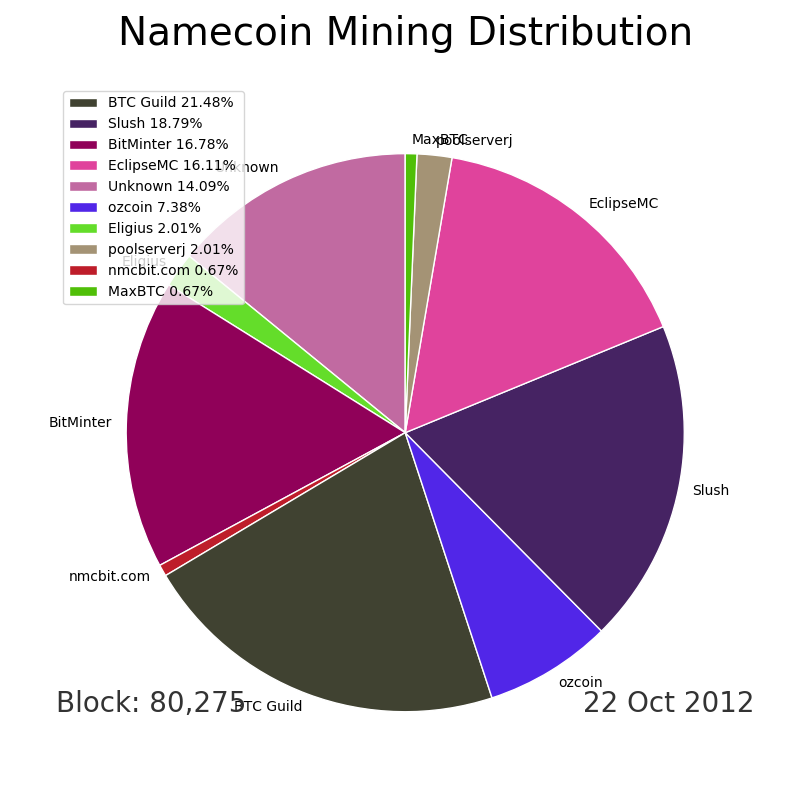 Namecoin Mining Distribution
BTC Guild 21.48%
Slush 18.79%
BitMinter 16.78%
EclipseMC 16.11%
Unknown 14.09%
ozcoin 7.38%
Eligius 2.01%
poolserverj 2.01%
nmcbit.com 0.67%
MaxBTC 0.67%
MaxBTC
poolserverj
Unknown
EclipseMC
Eligius
BitMinter
Slush
nmcbit.com
ozcoin
BTC Guild
Block: 80,275
22 Oct 2012